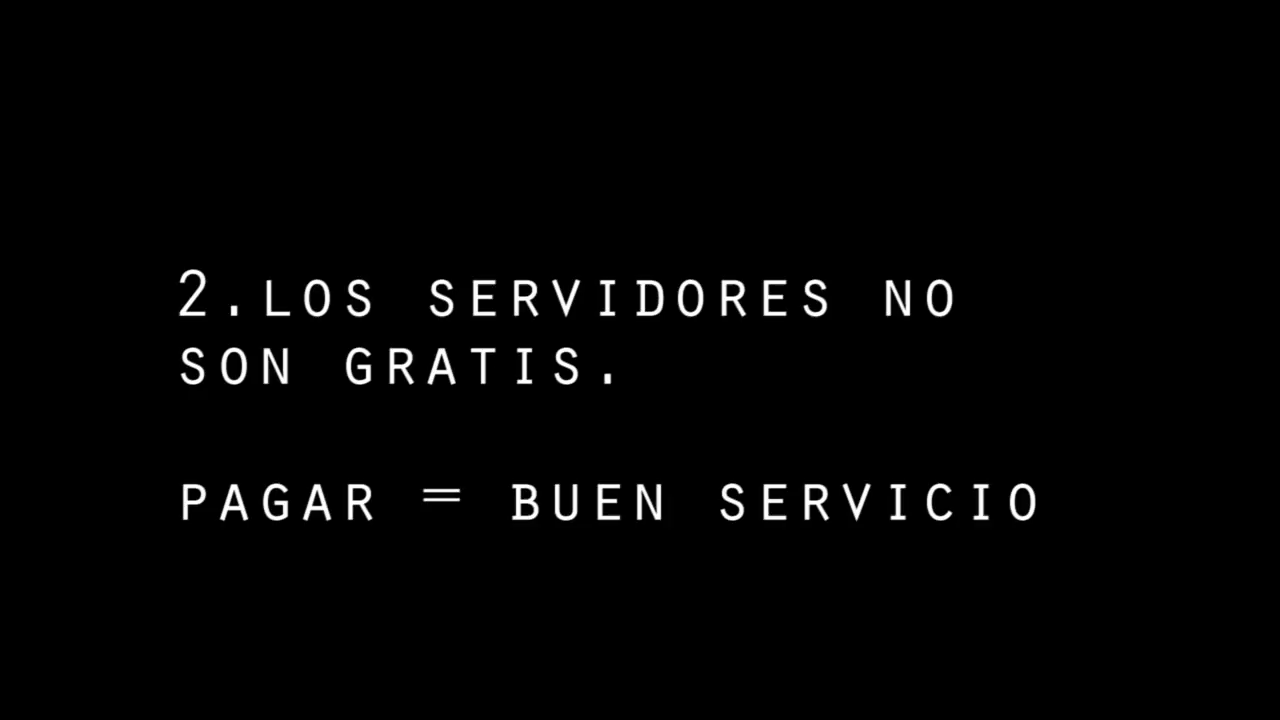 2.LOS SERVIDORES NO
SON GRATIS.
PAGAR = BUEN SERVICIO